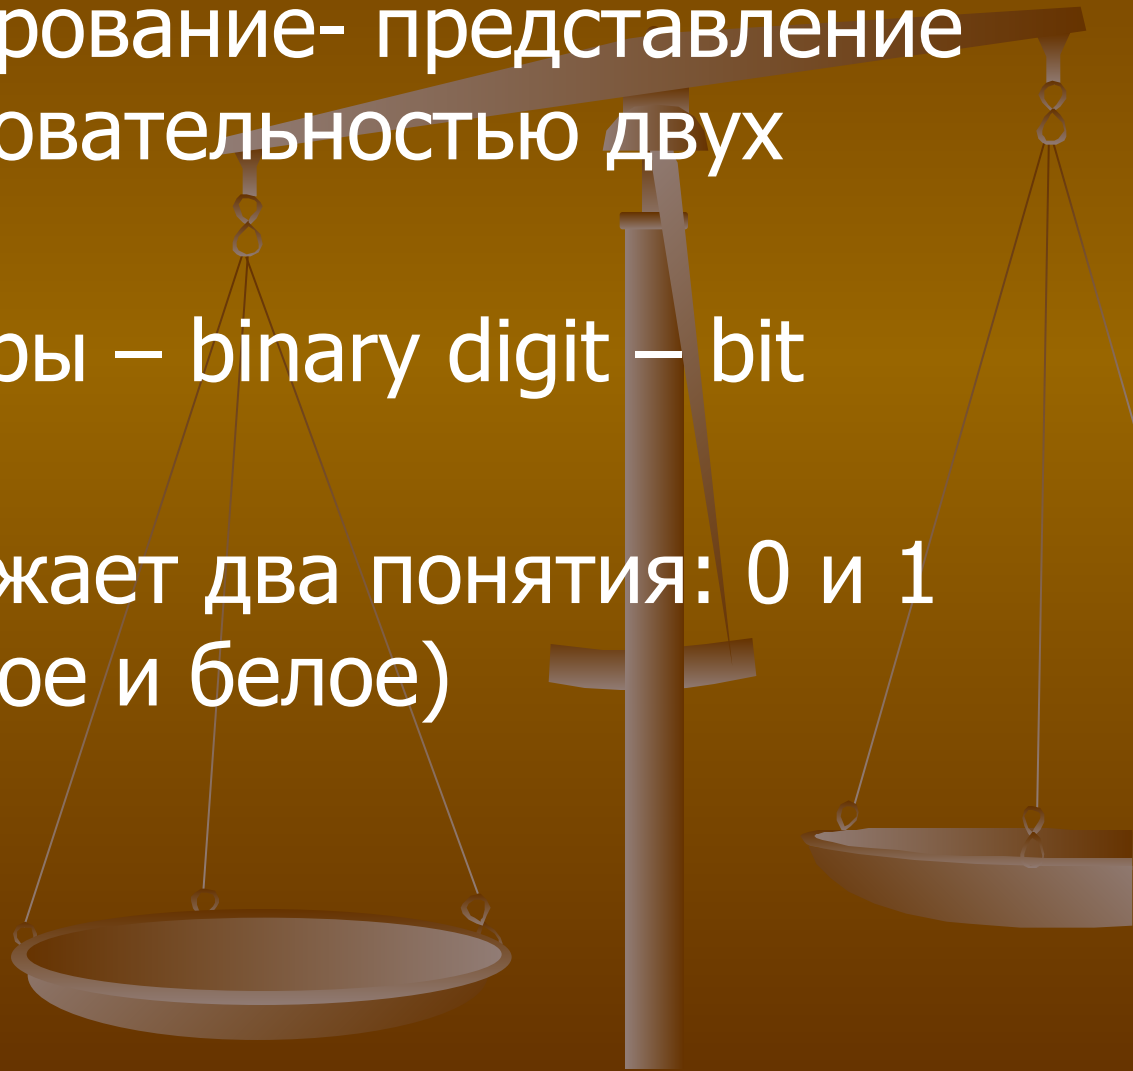 рование- представление
овательностью двух
ры – binary digit – bit
жает два понятия: 0 и 1
ое и белое)